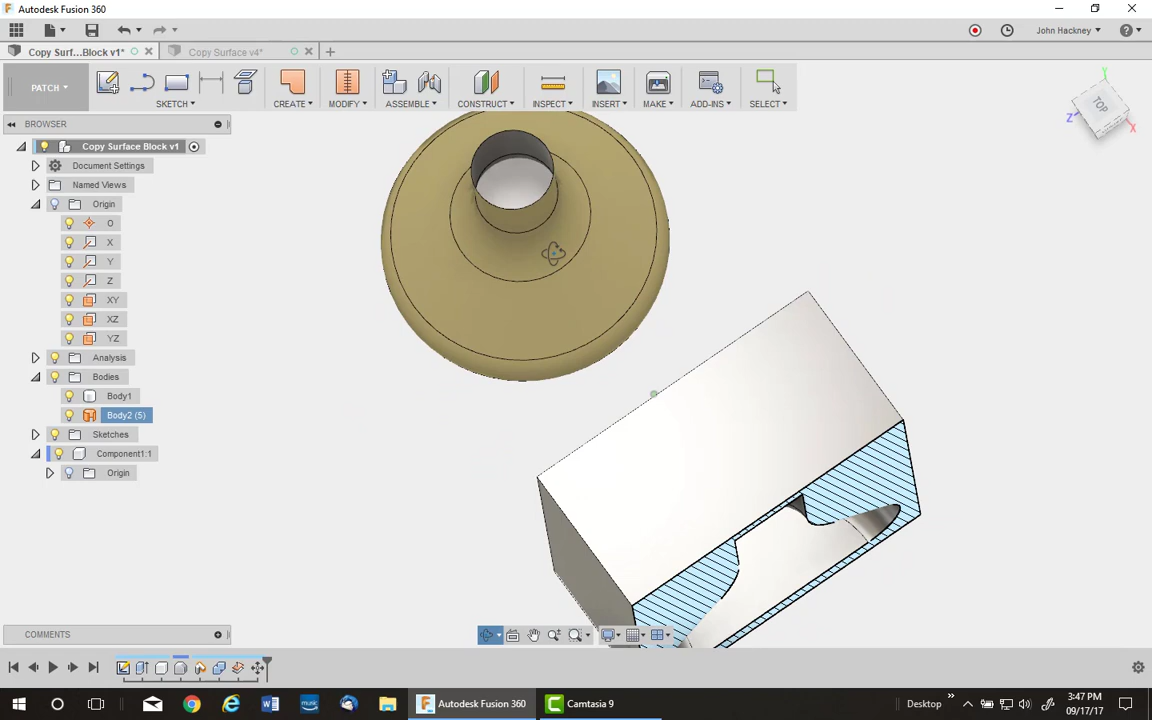 Autodesk Fusion 360
John Hackney
Copy Surf...Block v1*
Copy Surface v4*
PATCH
SKETCH
CREATE
MODIFY
ASSEMBLE
CONSTRUCT
INSPECT
INSERT
MAKE
ADD-INS
SELECT
BROWSER
TOP
Y
Z
X
Copy Surface Block v1
Document Settings
Named Views
Origin
O
X
Y
Z
XY
XZ
YZ
Analysis
Bodies
Body1
Body2 (5)
Sketches
Component1:1
Origin
COMMENTS
Autodesk Fusion 360
Camtasia 9
Desktop
3:47 PM
09/17/17